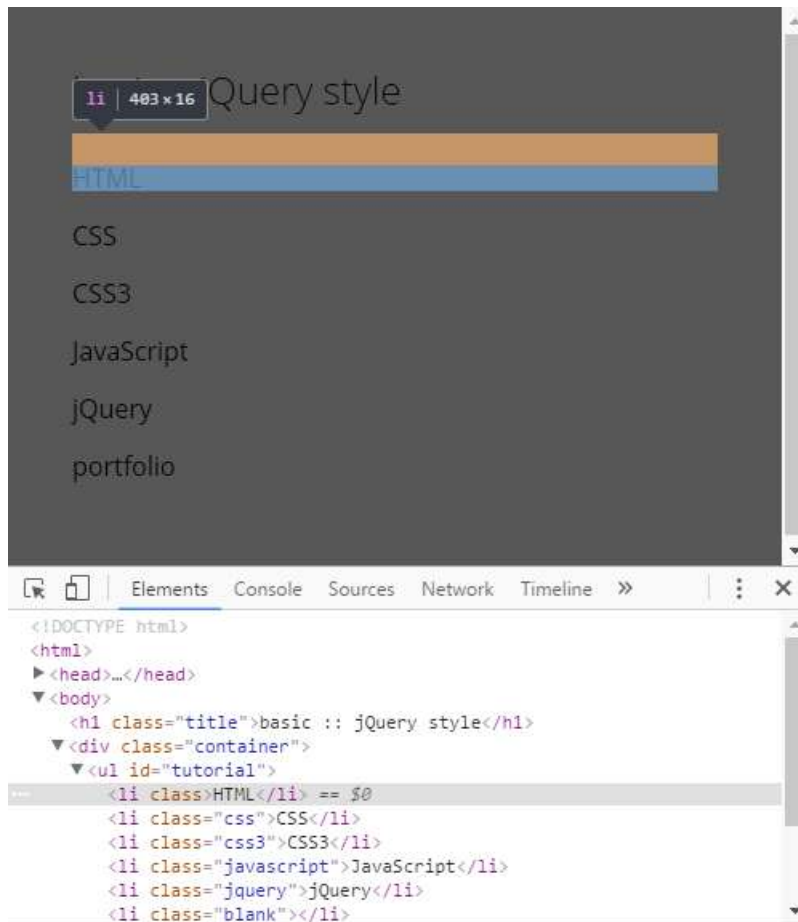 li 403 × 16 jQuery style
HTML
CSS
CSS3
JavaScript
jQuery
portfolio
Elements Console Sources Network Timeline »
<!DOCTYPE html>
<html>
▶<head>…</head>
▼<body>
<h1 class="title">basic :: jQuery style</h1>
▼<div class="container">
▼<ul id="tutorial">
<li class>HTML</li> == $0
<li class="css">CSS</li>
<li class="css3">CSS3</li>
<li class="javascript">JavaScript</li>
<li class="jquery">jQuery</li>
<li class="blank"></li>